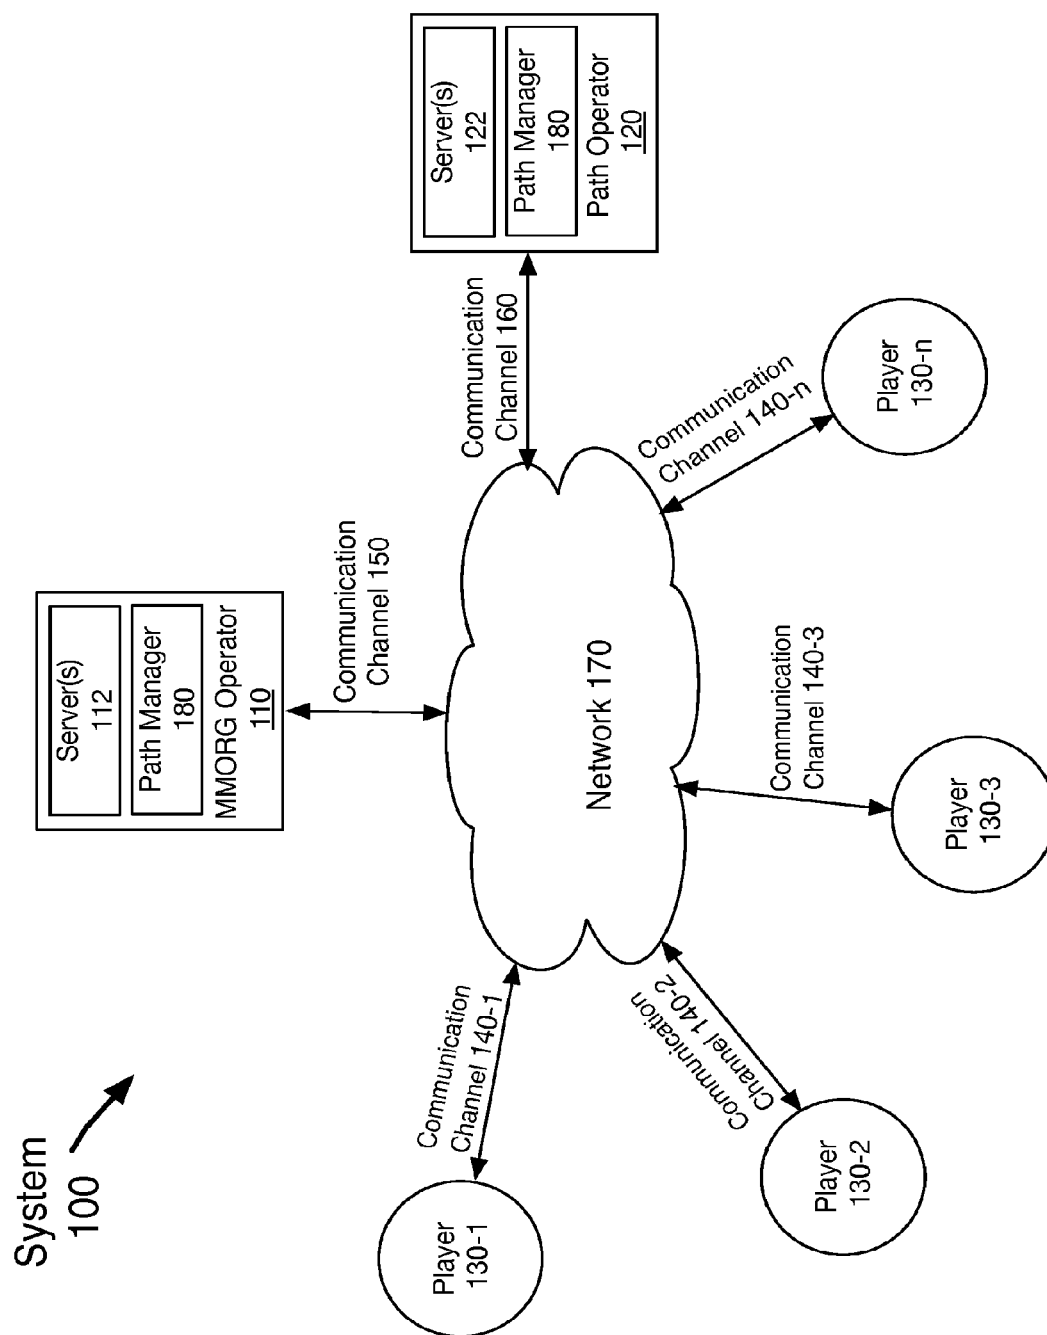 System
100
Server(s)
112
Path Manager
180
MMORG Operator
110
Communication
Channel 150
Server(s)
122
Path Manager
180
Path Operator
120
Communication
Channel 160
Network 170
Communication
Channel 140-1
Player
130-1
Communication
Channel 140-2
Player
130-2
Communication
Channel 140-3
Player
130-3
Communication
Channel 140-n
Player
130-n